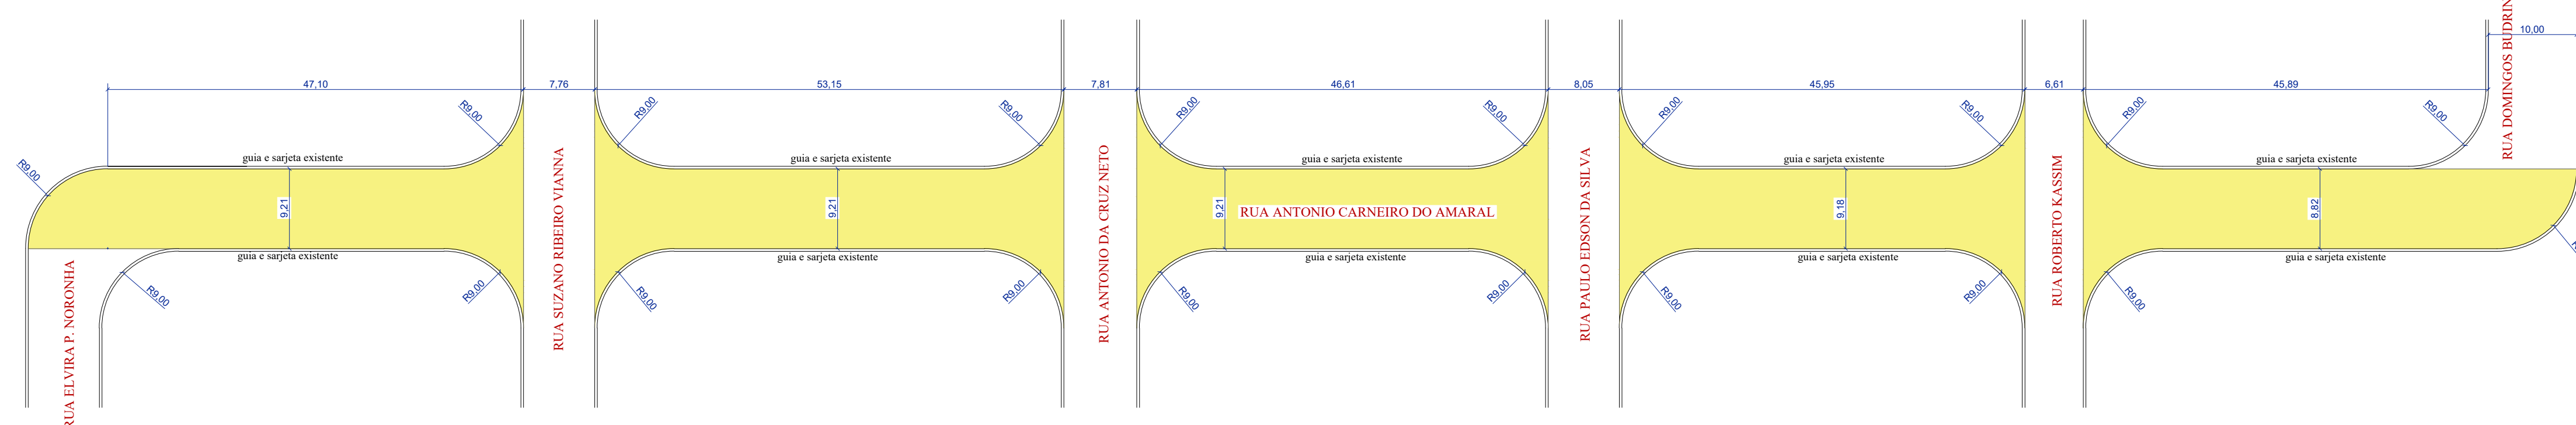 10,00
47,10
7,76
53,15
7,81
46,61
8,05
45,95
6,61
45,89
R9,00
R9,00
R9,00
R9,00
R9,00
R9,00
R9,00
R9,00
R9,00
R9,00
guia e sarjeta existente
guia e sarjeta existente
guia e sarjeta existente
guia e sarjeta existente
guia e sarjeta existente
9,21
9,21
9,21
RUA ANTONIO CARNEIRO DO AMARAL
9,18
8,82
guia e sarjeta existente
guia e sarjeta existente
guia e sarjeta existente
guia e sarjeta existente
guia e sarjeta existente
R9,00
R9,00
R9,00
R9,00
R9,00
R9,00
R9,00
R9,00
R9,00
RUA ELVIRA P. NORONHA
RUA SUZANO RIBEIRO VIANNA
RUA ANTONIO DA CRUZ NETO
RUA PAULO EDSON DA SILVA
RUA ROBERTO KASSIM
RUA DOMINGOS